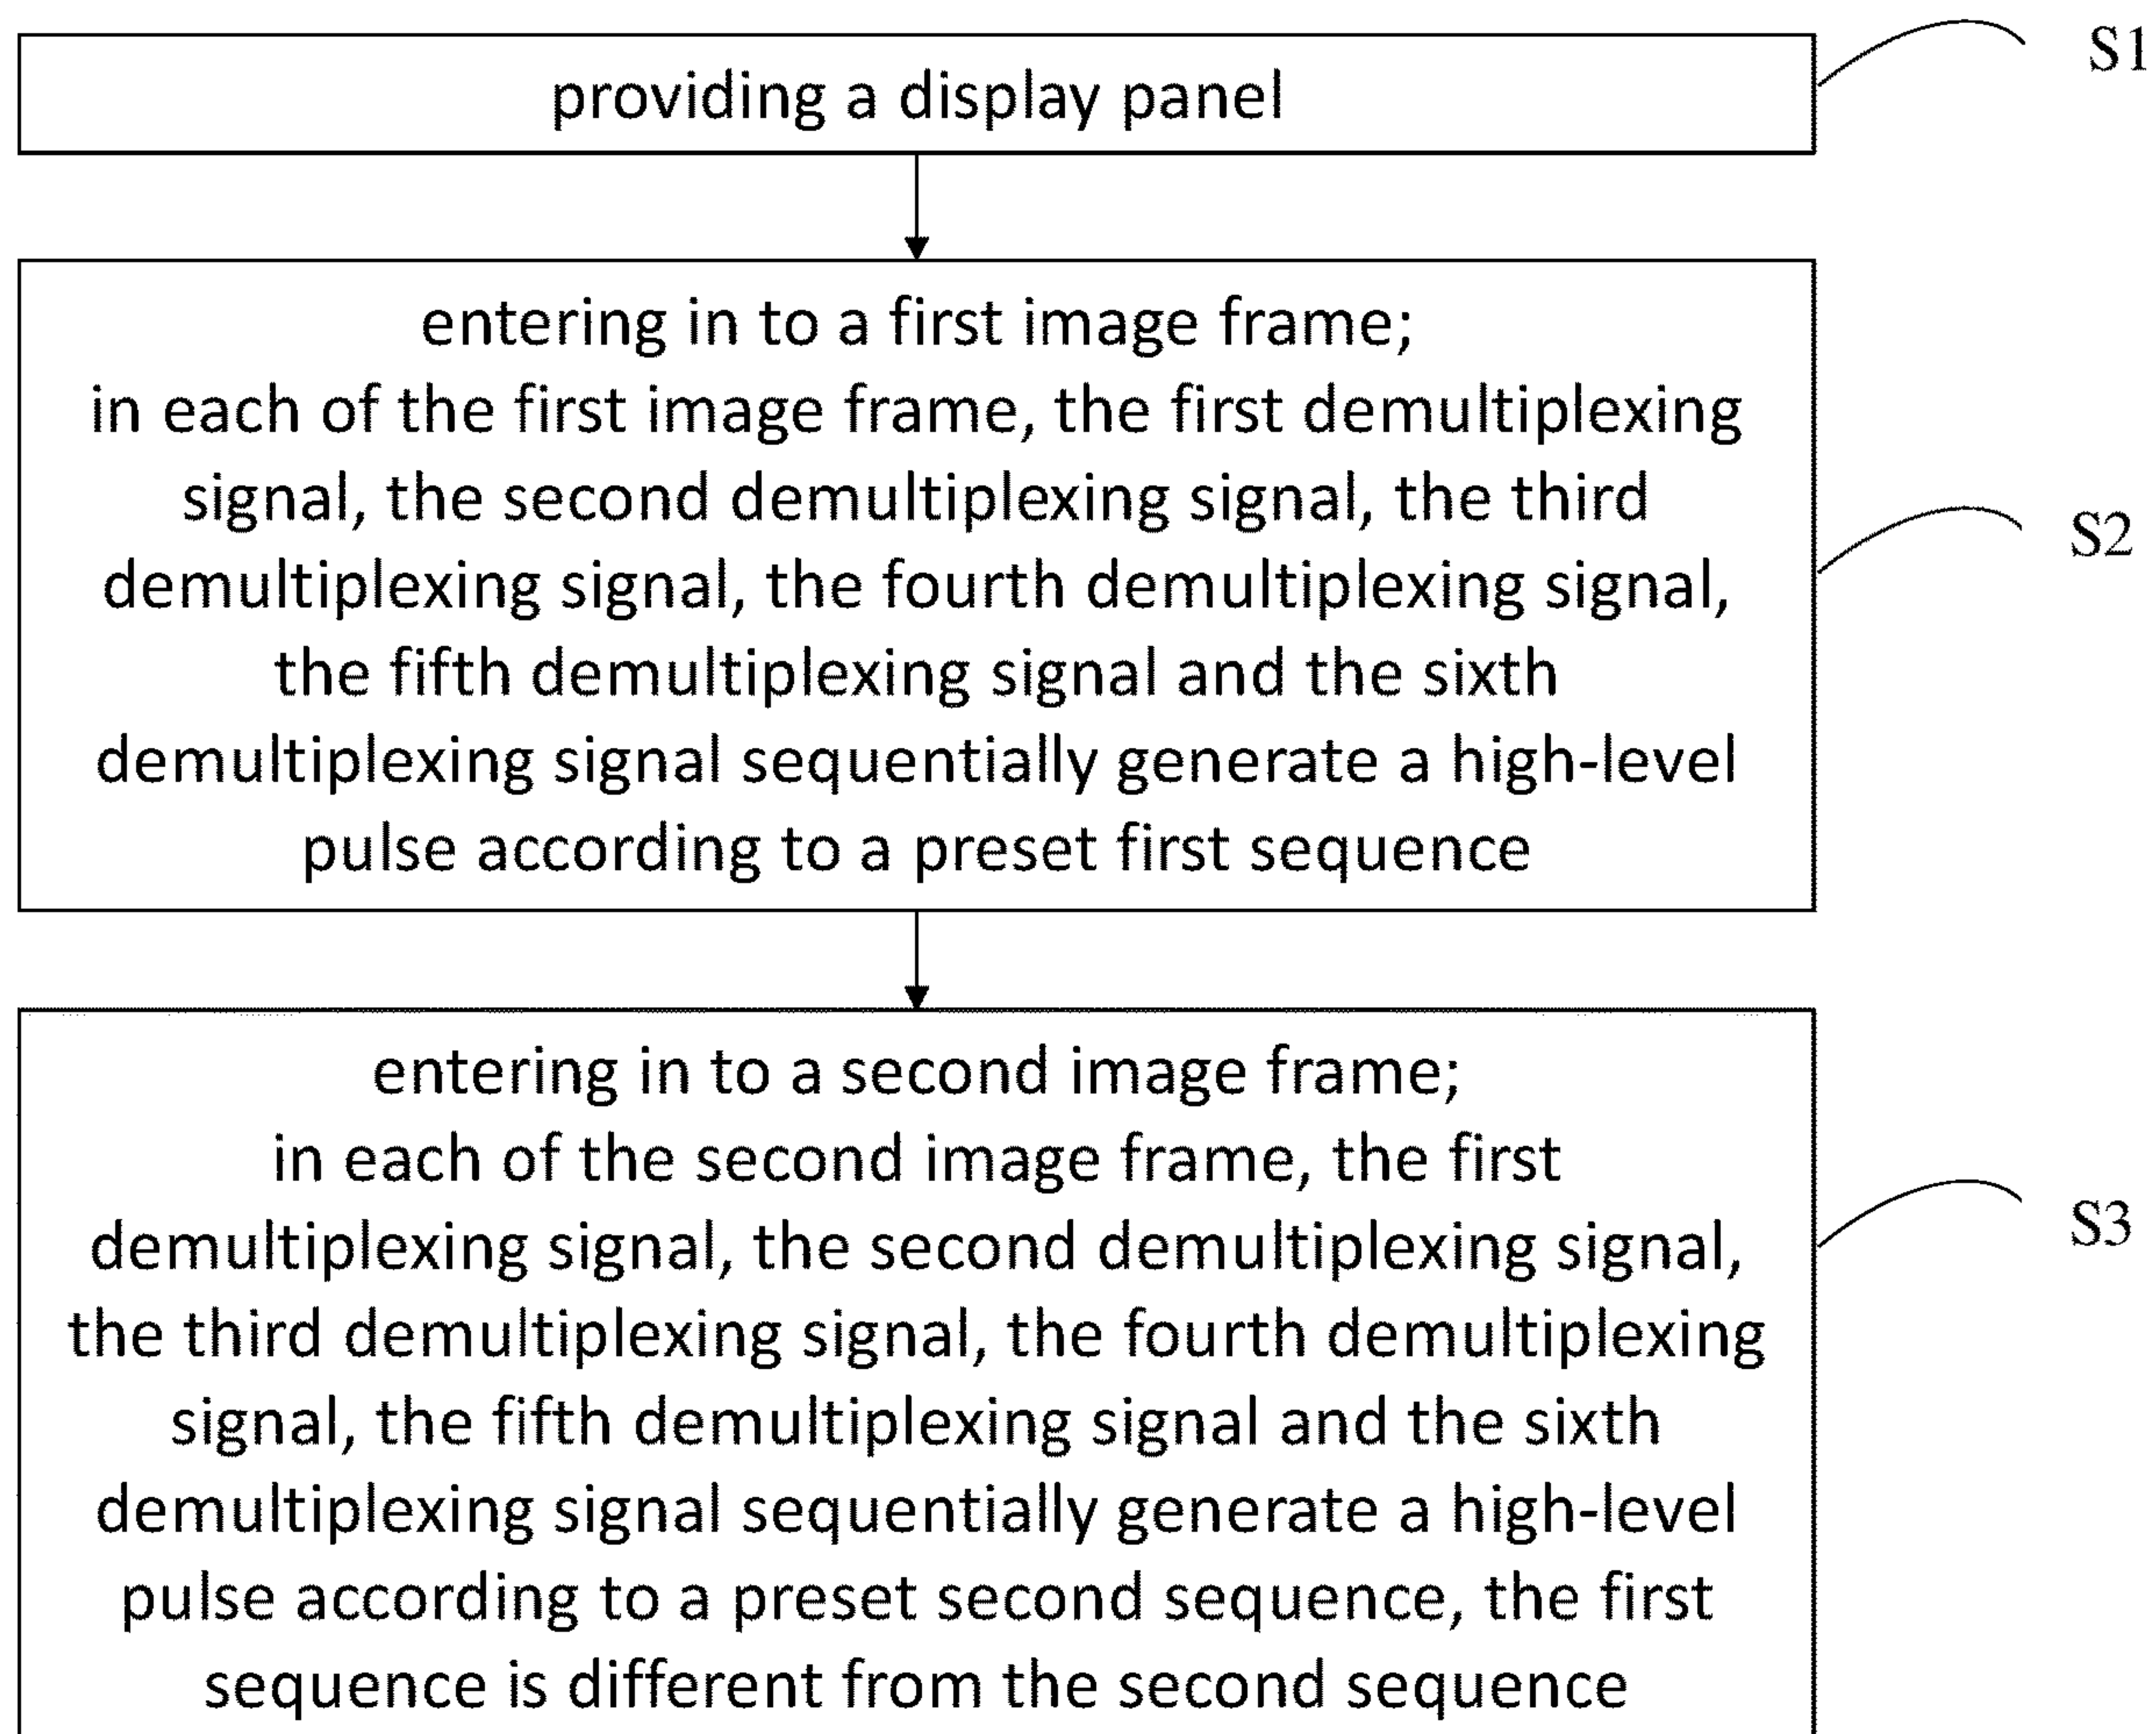 S1
providing a display panel
entering in to a first image frame;
in each of the first image frame, the first demultiplexing
signal, the second demultiplexing signal, the third
demultiplexing signal, the fourth demultiplexing signal,
the fifth demultiplexing signal and the sixth
demultiplexing signal sequentially generate a high-level
pulse according to a preset first sequence
S2
entering in to a second image frame;
in each of the second image frame, the first
demultiplexing signal, the second demultiplexing signal,
the third demultiplexing signal, the fourth demultiplexing
signal, the fifth demultiplexing signal and the sixth
demultiplexing signal sequentially generate a high-level
pulse according to a preset second sequence, the first
sequence is different from the second sequence
S3